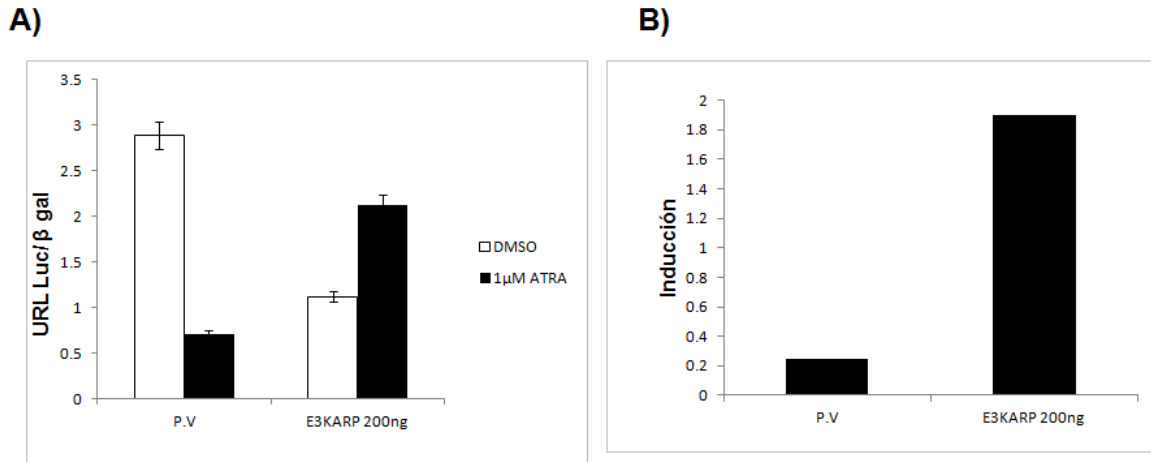 A)
3.5
3
2.5
2
1.5
1
0.5
0
URL Luc/ β gal
P.V
E3KARP 200ng
DMSO
1µM ATRA
B)
2
1.8
1.6
1.4
1.2
1
0.8
0.6
0.4
0.2
0
Inducción
P.V
E3KARP 200ng